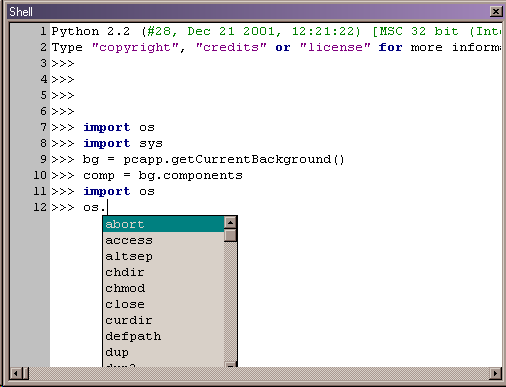 Shell
1 Python 2.2 (#28, Dec 21 2001, 12:21:22) [MSC 32 bit (Inte
2 Type "copyright", "credits" or "license" for more informa
3 >>>
4 >>>
5 >>>
6 >>>
7 >>> import os
8 >>> import sys
9 >>> bg = pcapp.getCurrentBackground()
10 >>> comp = bg.components
11 >>> import os
12 >>> os.
abort
access
altsep
chdir
chmod
close
curdir
defpath
dup
dup2